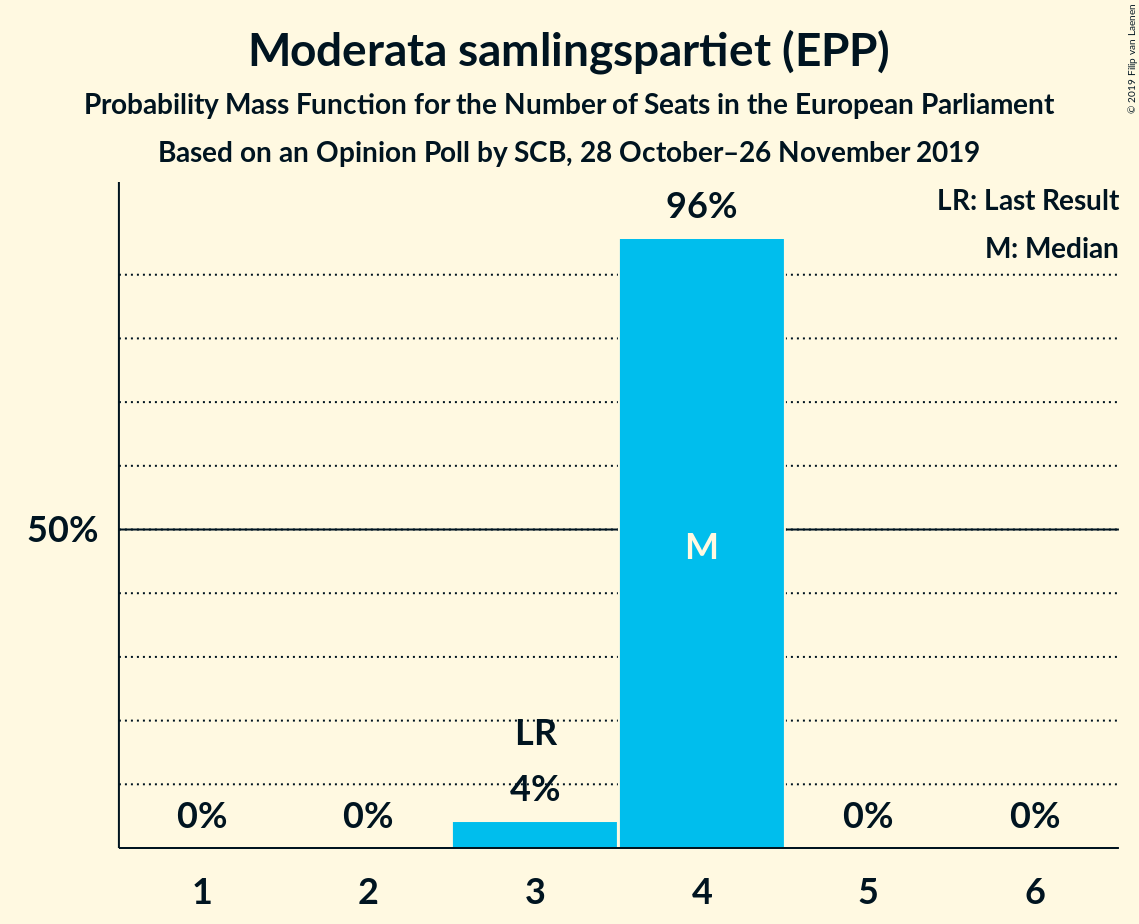 Moderata samlingspartiet (EPP)
Probability Mass Function for the Number of Seats in the European Parliament
Based on an Opinion Poll by SCB, 28 October–26 November 2019
© 2019 Filip van Laenen
LR: Last Result
M: Median
96%
50%
M
LR
4%
0%
0%
0%
0%
1
2
3
4
5
6